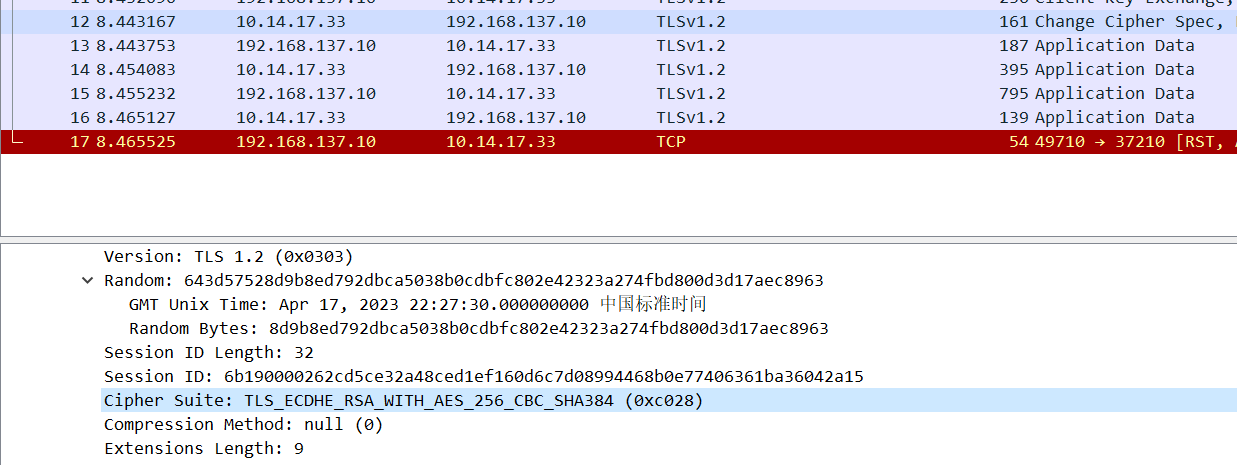 12 8.443167 10.14.17.33 192.168.137.10 TLSv1.2 161 Change Cipher Spec,
13 8.443753 192.168.137.10 10.14.17.33 TLSv1.2 187 Application Data
14 8.454083 10.14.17.33 192.168.137.10 TLSv1.2 395 Application Data
15 8.455232 192.168.137.10 10.14.17.33 TLSv1.2 795 Application Data
16 8.465127 10.14.17.33 192.168.137.10 TLSv1.2 139 Application Data
17 8.465525 192.168.137.10 10.14.17.33 TCP 54 49710 → 37210 [RST,
Version: TLS 1.2 (0x0303)
Random: 643d57528d9b8ed792dbca5038b0cdbfc802e42323a274fbd800d3d17aec8963
GMT Unix Time: Apr 17, 2023 22:27:30.000000000 中国标准时间
Random Bytes: 8d9b8ed792dbca5038b0cdbfc802e42323a274fbd800d3d17aec8963
Session ID Length: 32
Session ID: 6b190000262cd5ce32a48ced1ef160d6c7d08994468b0e77406361ba36042a15
Cipher Suite: TLS_ECDHE_RSA_WITH_AES_256_CBC_SHA384 (0xc028)
Compression Method: null (0)
Extensions Length: 9